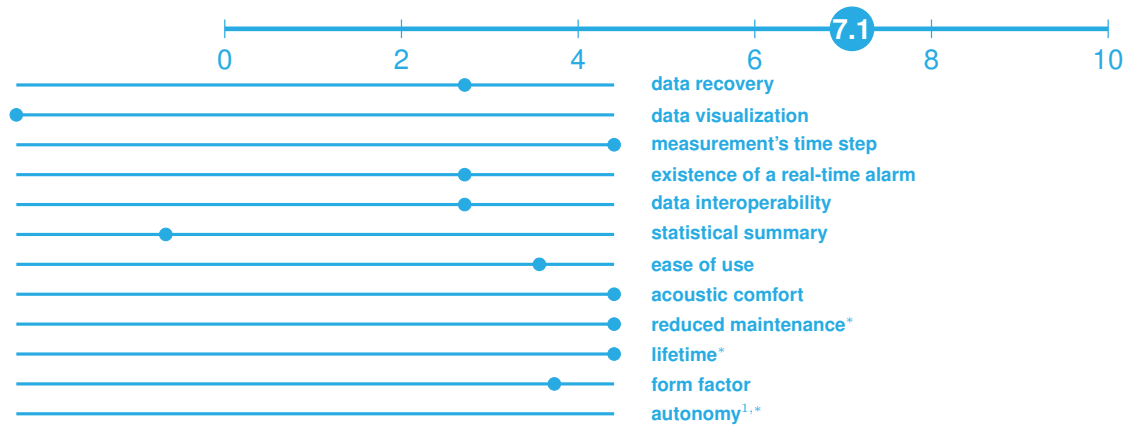 7.1
0 2 4 6 8 10
data recovery
data visualization
measurement's time step
existence of a real-time alarm
data interoperability
statistical summary
ease of use
acoustic comfort
reduced maintenance*
lifetime*
form factor
autonomy1,*